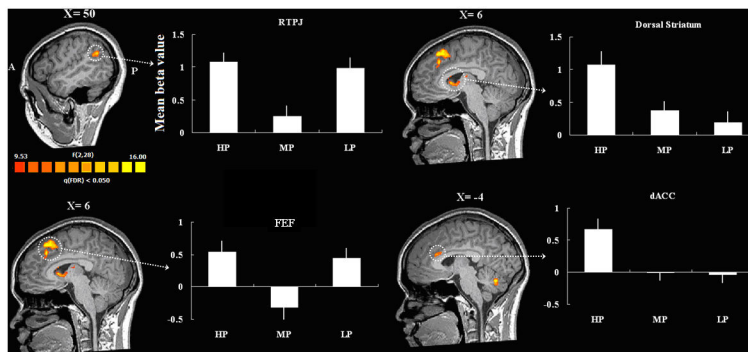 X= 50
RTPJ
X= 6
Dorsal Striatum
A
P
Mean beta value
1.5
1
0.5
0
HP
MP
LP
1.5
1
0.5
0
HP
MP
LP
F(2,28)
9.53
16.00
q(FDR) < 0.050
X= 6
FEF
X= -4
dACC
1
0.5
0
-0.5
HP
MP
LP
1
0.5
0
-0.5
HP
MP
LP